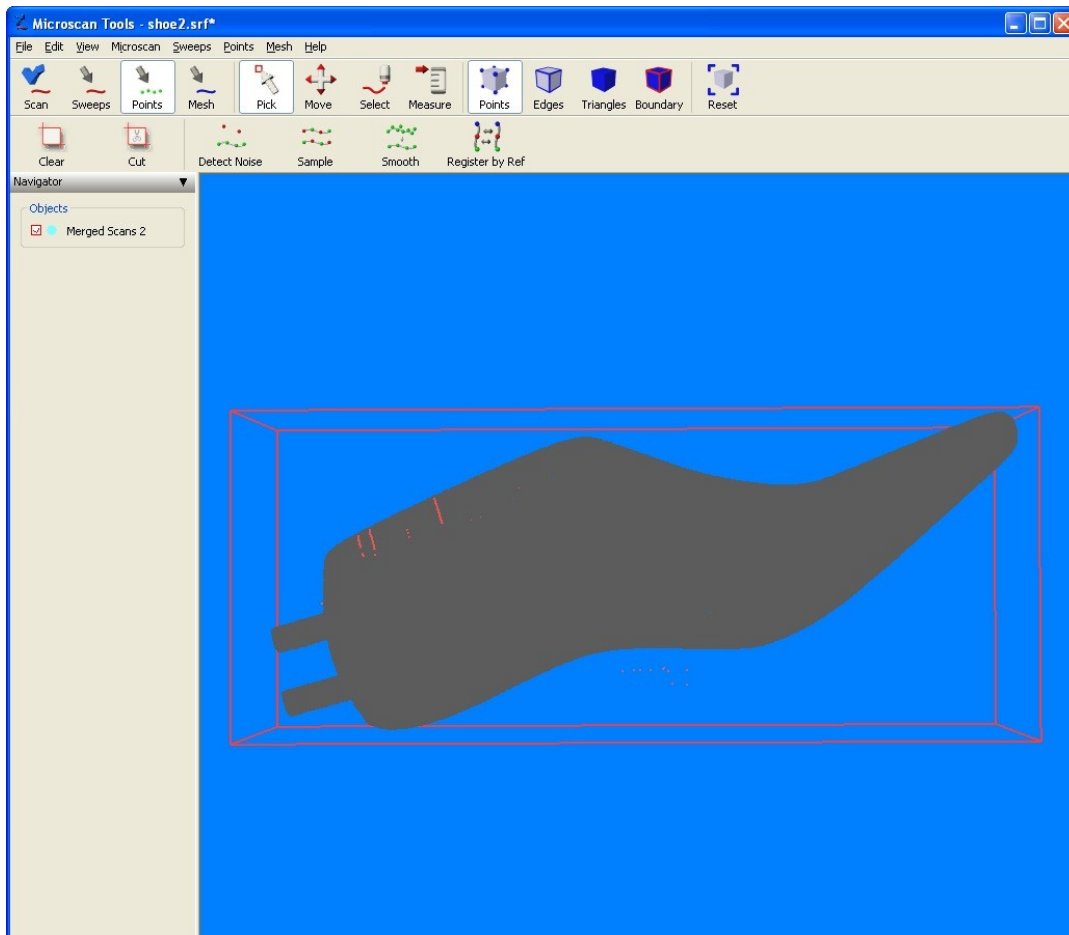 Microscan Tools - shoe2.srf*
File Edit View Microscan Sweeps Points Mesh Help
Scan Sweeps Points Mesh Pick Move Select Measure Points Edges Triangles Boundary Reset
Clear Cut Detect Noise Sample Smooth Register by Ref
Navigator
Objects
Merged Scans 2